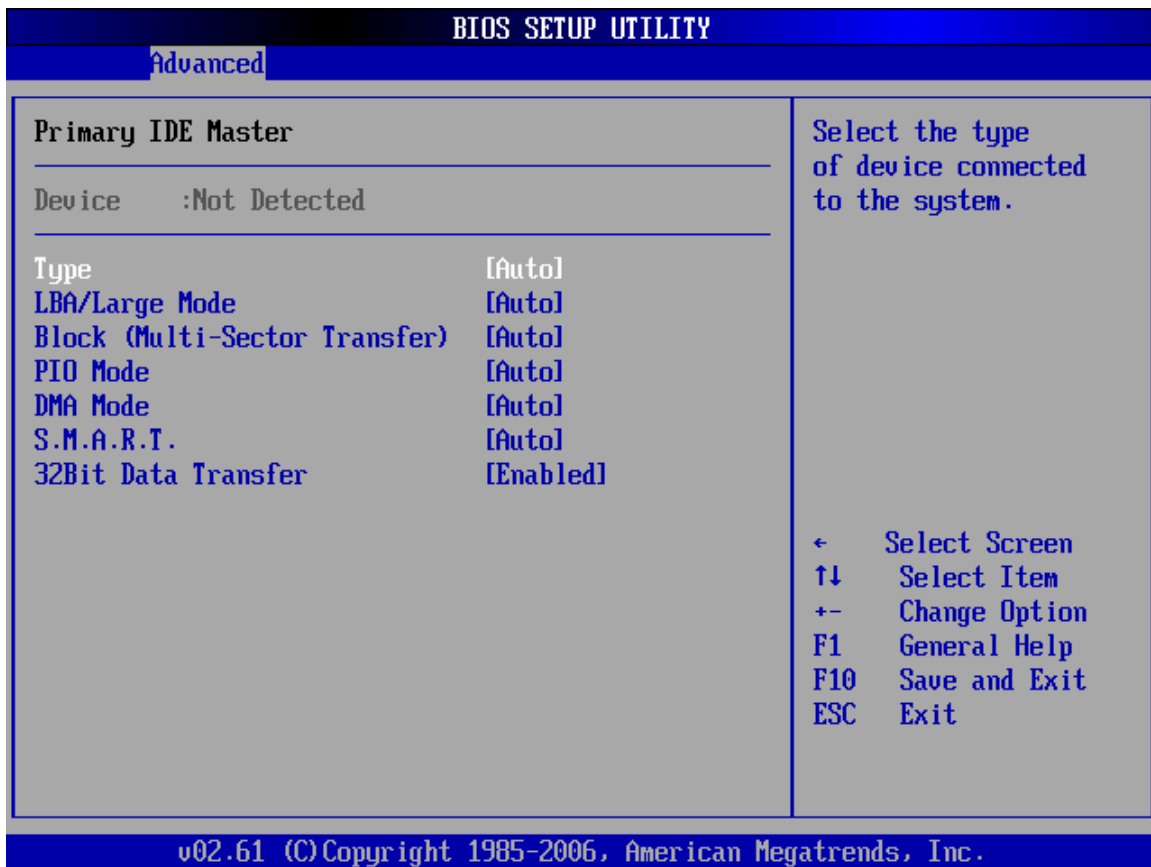 BIOS SETUP UTILITY
Advanced
Primary IDE Master
Device :Not Detected
Type [Auto]
LBA/Large Mode [Auto]
Block (Multi-Sector Transfer) [Auto]
PIO Mode [Auto]
DMA Mode [Auto]
S.M.A.R.T. [Auto]
32Bit Data Transfer [Enabled]
Select the type
of device connected
to the system.
← Select Screen
↑↓ Select Item
+- Change Option
F1 General Help
F10 Save and Exit
ESC Exit
v02.61 (C)Copyright 1985-2006, American Megatrends, Inc.